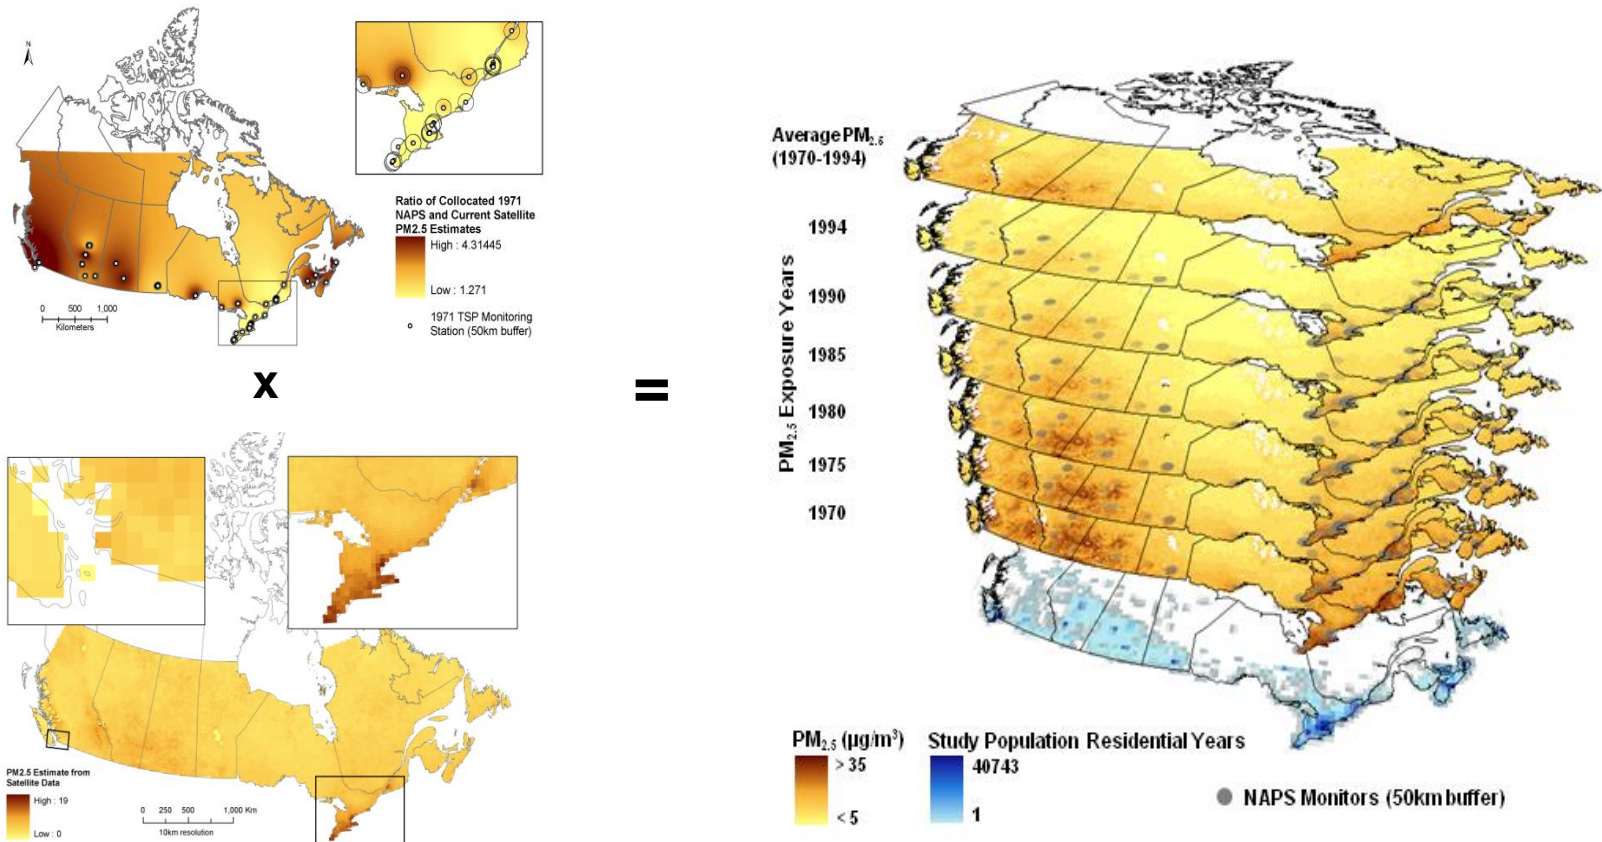 N
Ratio of Collocated 1971
NAPS and Current Satellite
PM2.5 Estimates
High : 4.31445
Low : 1.271
1971 TSP Monitoring
Station (50km buffer)
0 500 1,000
Kilometers
X
=
PM2.5 Estimate from
Satellite Data
High : 19
Low : 0
0 250 500 1,000 Km
10km resolution
Average PM2.5
(1970-1994)
1994
1990
1985
1980
1975
1970
PM2.5 Exposure Years
PM2.5 (µg/m³)
> 35
< 5
Study Population Residential Years
40743
1
NAPS Monitors (50km buffer)